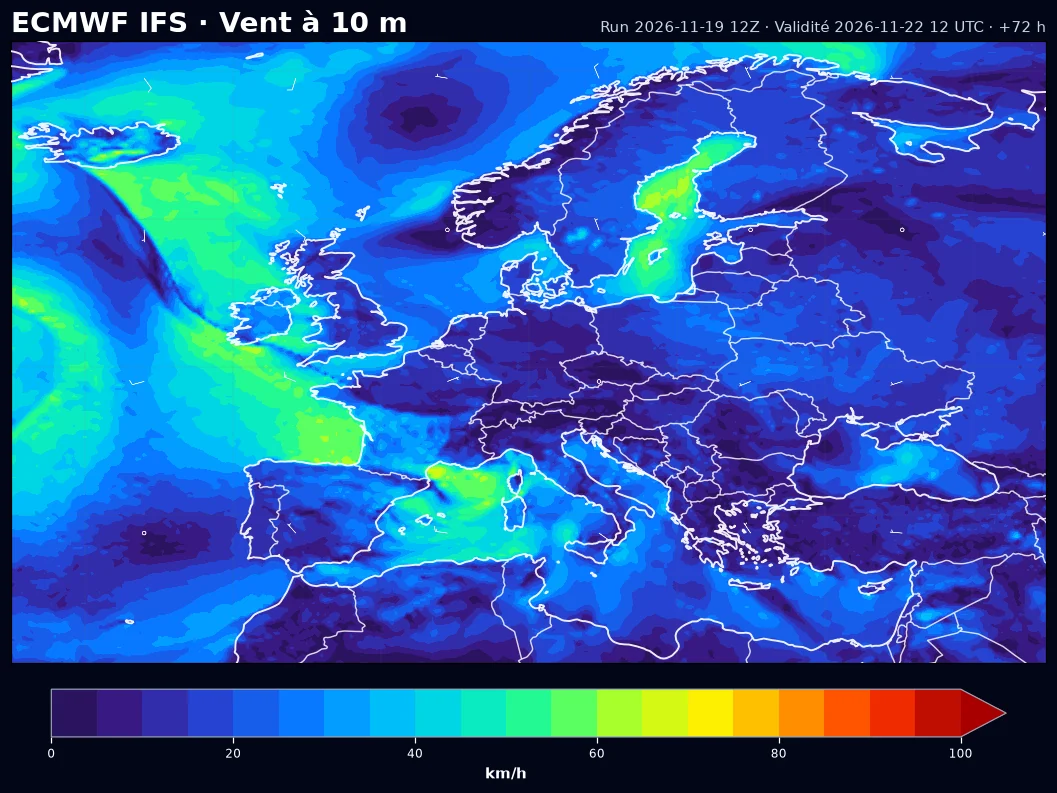 ECMWF IFS · Vent à 10 m
Run 2026-11-19 12Z · Validité 2026-11-22 12 UTC · +72 h
0 20 40 60 80 100
km/h